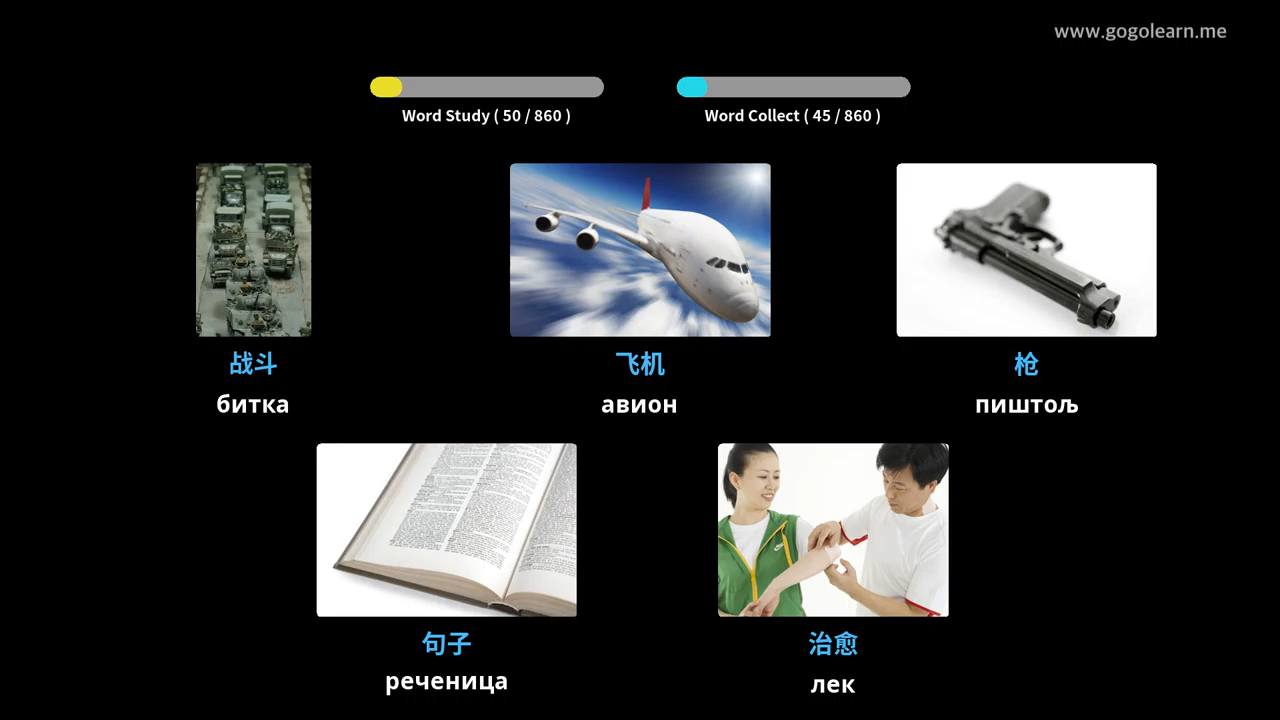 www.gogolearn.me
Word Study ( 50 / 860 )
Word Collect ( 45 / 860 )
战斗
битка
飞机
авион
枪
пиштољ
句子
реченица
治愈
лек